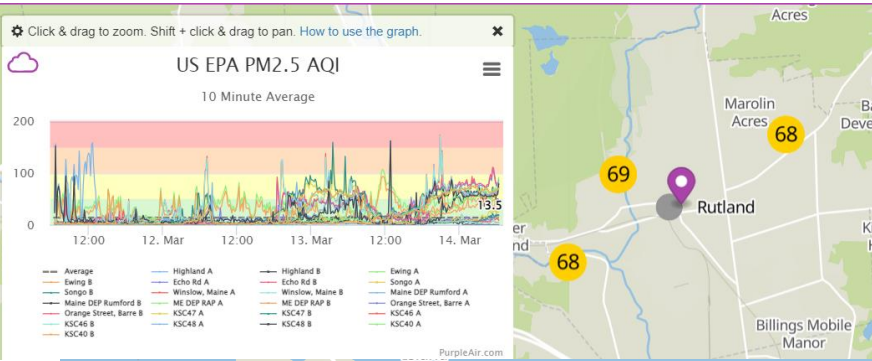 Click & drag to zoom. Shift + click & drag to pan. How to use the graph.
US EPA PM2.5 AQI
10 Minute Average
200
100
0
13.5
12:00 12. Mar 12:00 13. Mar 12:00 14. Mar
Average Highland A Highland B Ewing A
Ewing B Echo Rd A Echo Rd B Songo A
Songo B Winslow, Maine A Winslow, Maine B Maine DEP Rumford A
Maine DEP Rumford B ME DEP RAP A ME DEP RAP B Orange Street, Barre A
Orange Street, Barre B KSC47 A KSC47 B KSC46 A
KSC46 B KSC48 A KSC48 B KSC40 A
KSC40 B
PurpleAir.com
Acres
Marolin
Acres
68
69
Rutland
68
Billings Mobile
Manor